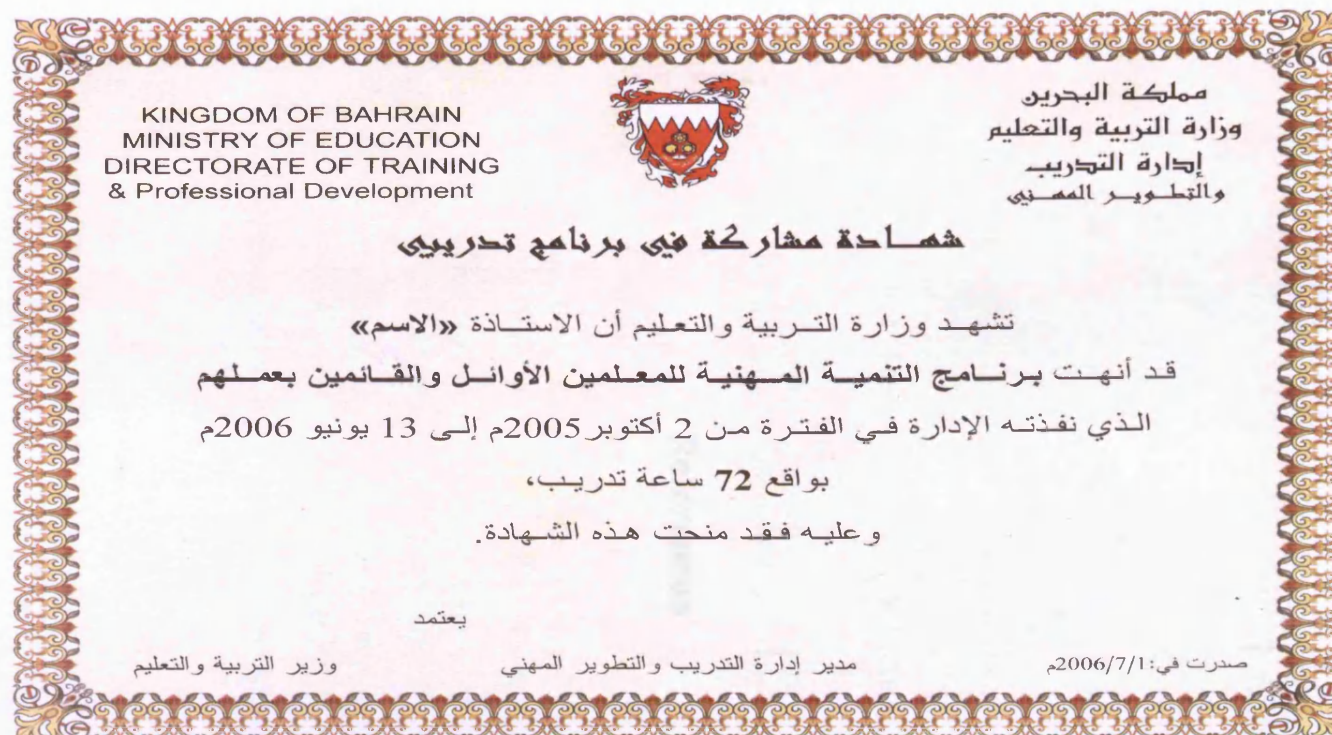 KINGDOM OF BAHRAIN
MINISTRY OF EDUCATION
DIRECTORATE OF TRAINING
& Professional Development
مملكة البحرين
وزارة التربية والتعليم
إدارة التدريب
والتطوير المهني
شهادة مشاركة في برنامج تدريبي
تشهد وزارة التربية والتعليم أن الاستاذة «الاسم»
قد أنهت برنامج التنمية المهنية للمعلمين الأوائل والقائمين بعملهم
الذي نفذته الإدارة في الفترة من 2 أكتوبر 2005م إلى 13 يونيو 2006م
بواقع 72 ساعة تدريب،
وعليه فقد منحت هذه الشهادة.
يعتمد
صدرت في:2006/7/1م
مدير إدارة التدريب والتطوير المهني
وزير التربية والتعليم